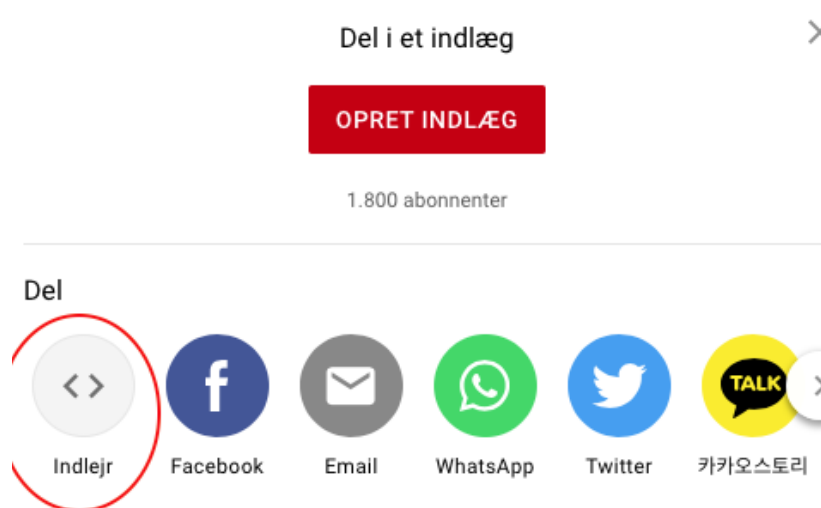 Del i et indlæg
OPRET INDLÆG
1.800 abonnenter
Del
f
TALK
Indlejr
Facebook
Email
WhatsApp
Twitter
카카오스토리